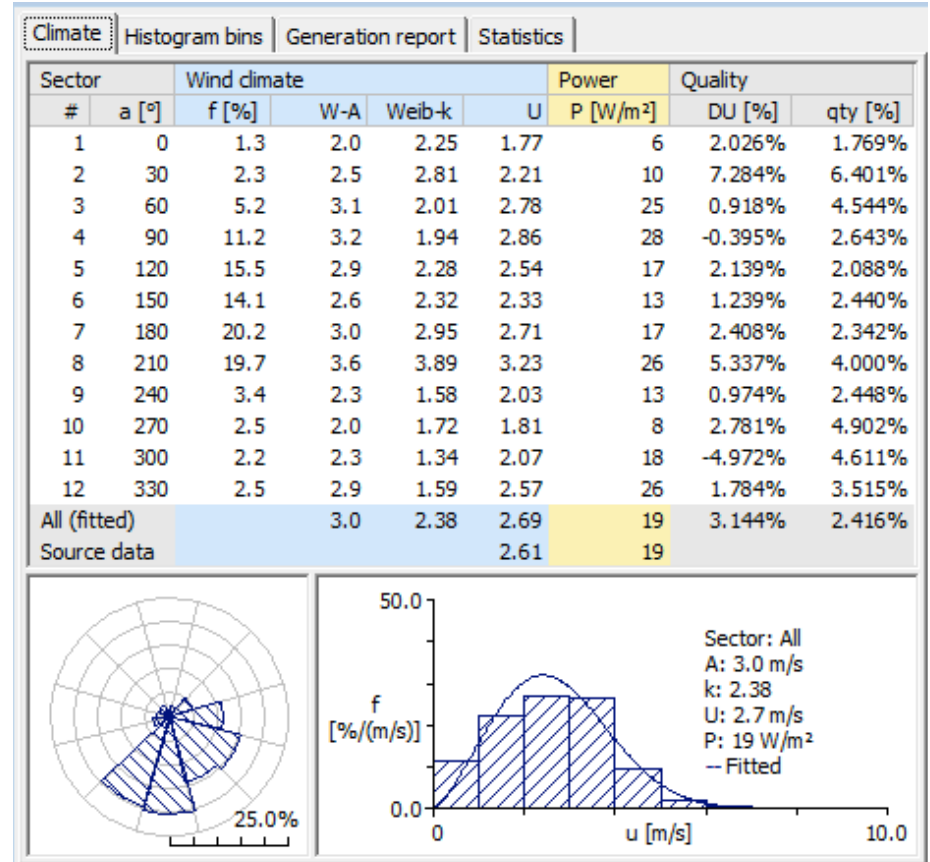 Climate Histogram bins Generation report Statistics
Sector Wind climate Power Quality
# a [°] f [%] W-A Weib-k U P [W/m²] DU [%] qty [%]
1 0 1.3 2.0 2.25 1.77 6 2.026% 1.769%
2 30 2.3 2.5 2.81 2.21 10 7.284% 6.401%
3 60 5.2 3.1 2.01 2.78 25 0.918% 4.544%
4 90 11.2 3.2 1.94 2.86 28 -0.395% 2.643%
5 120 15.5 2.9 2.28 2.54 17 2.139% 2.088%
6 150 14.1 2.6 2.32 2.33 13 1.239% 2.440%
7 180 20.2 3.0 2.95 2.71 17 2.408% 2.342%
8 210 19.7 3.6 3.89 3.23 26 5.337% 4.000%
9 240 3.4 2.3 1.58 2.03 13 0.974% 2.448%
10 270 2.5 2.0 1.72 1.81 8 2.781% 4.902%
11 300 2.2 2.3 1.34 2.07 18 -4.972% 4.611%
12 330 2.5 2.9 1.59 2.57 26 1.784% 3.515%
All (fitted) 3.0 2.38 2.69 19 3.144% 2.416%
Source data 2.61 19
25.0%
50.0
f
[%/(m/s)]
0.0
0 u [m/s] 10.0
Sector: All
A: 3.0 m/s
k: 2.38
U: 2.7 m/s
P: 19 W/m²
-- Fitted